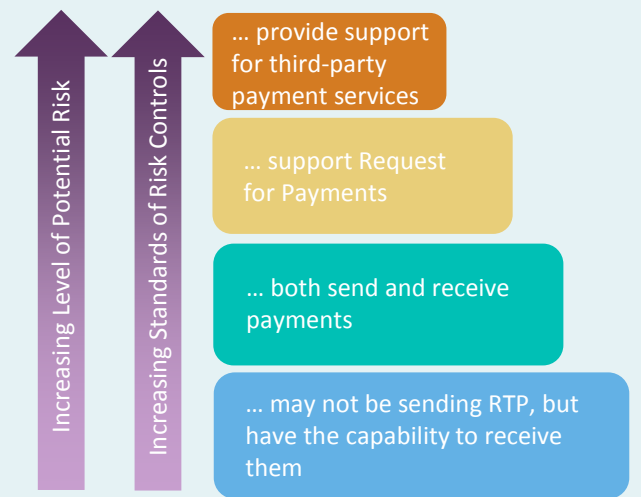 Increasing Level of Potential Risk
Increasing Standards of Risk Controls
... provide support
for third-party
payment services
... support Request
for Payments
... both send and receive
payments
... may not be sending RTP, but
have the capability to receive
them